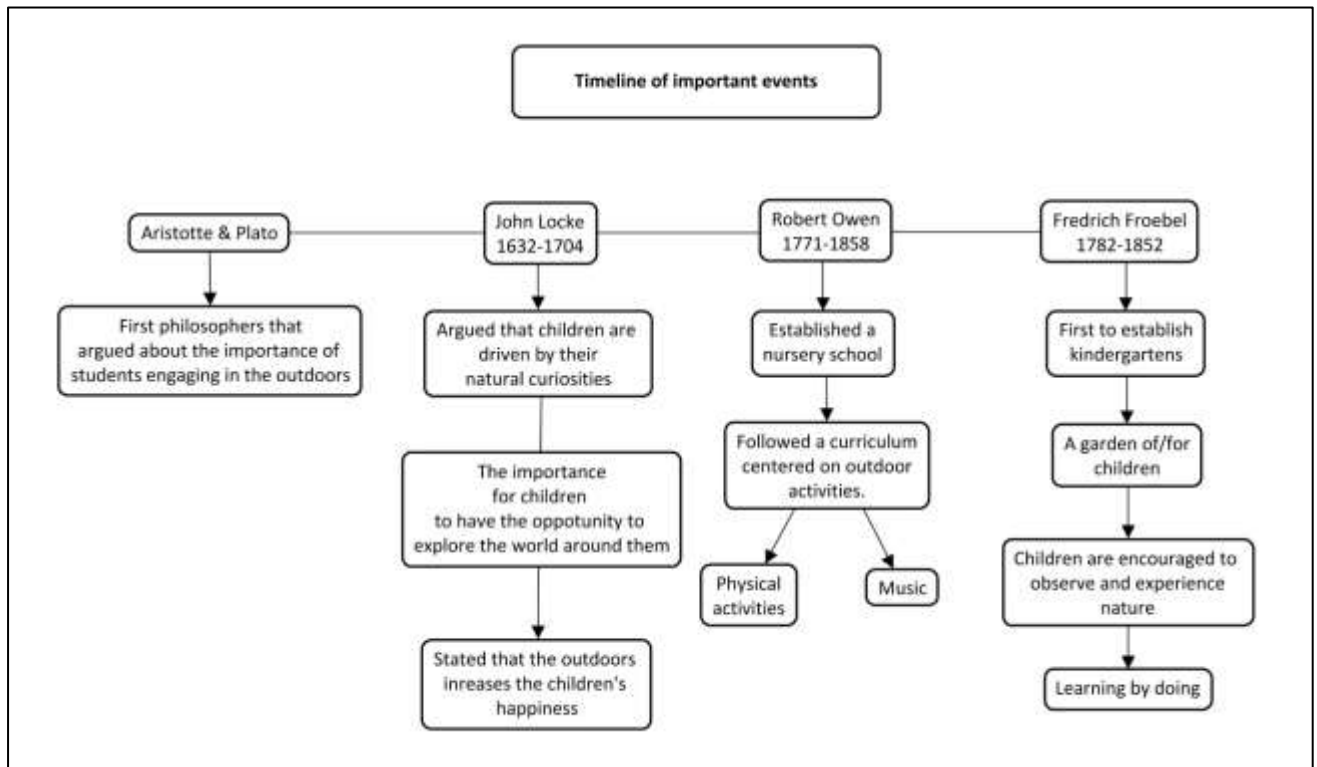 Timeline of important events
Aristotte & Plato
First philosophers that
argued about the importance of
students engaging in the outdoors
John Locke
1632-1704
Argued that children are
driven by their
natural curiosities
The importance
for children
to have the oppotunity to
explore the world around them
Stated that the outdoors
inreases the children's
happiness
Robert Owen
1771-1858
Established a
nursery school
Followed a curriculum
centered on outdoor
activities.
Physical
activities
Music
Fredrich Froebel
1782-1852
First to establish
kindergartens
A garden of/for
children
Children are encouraged to
observe and experience
nature
Learning by doing